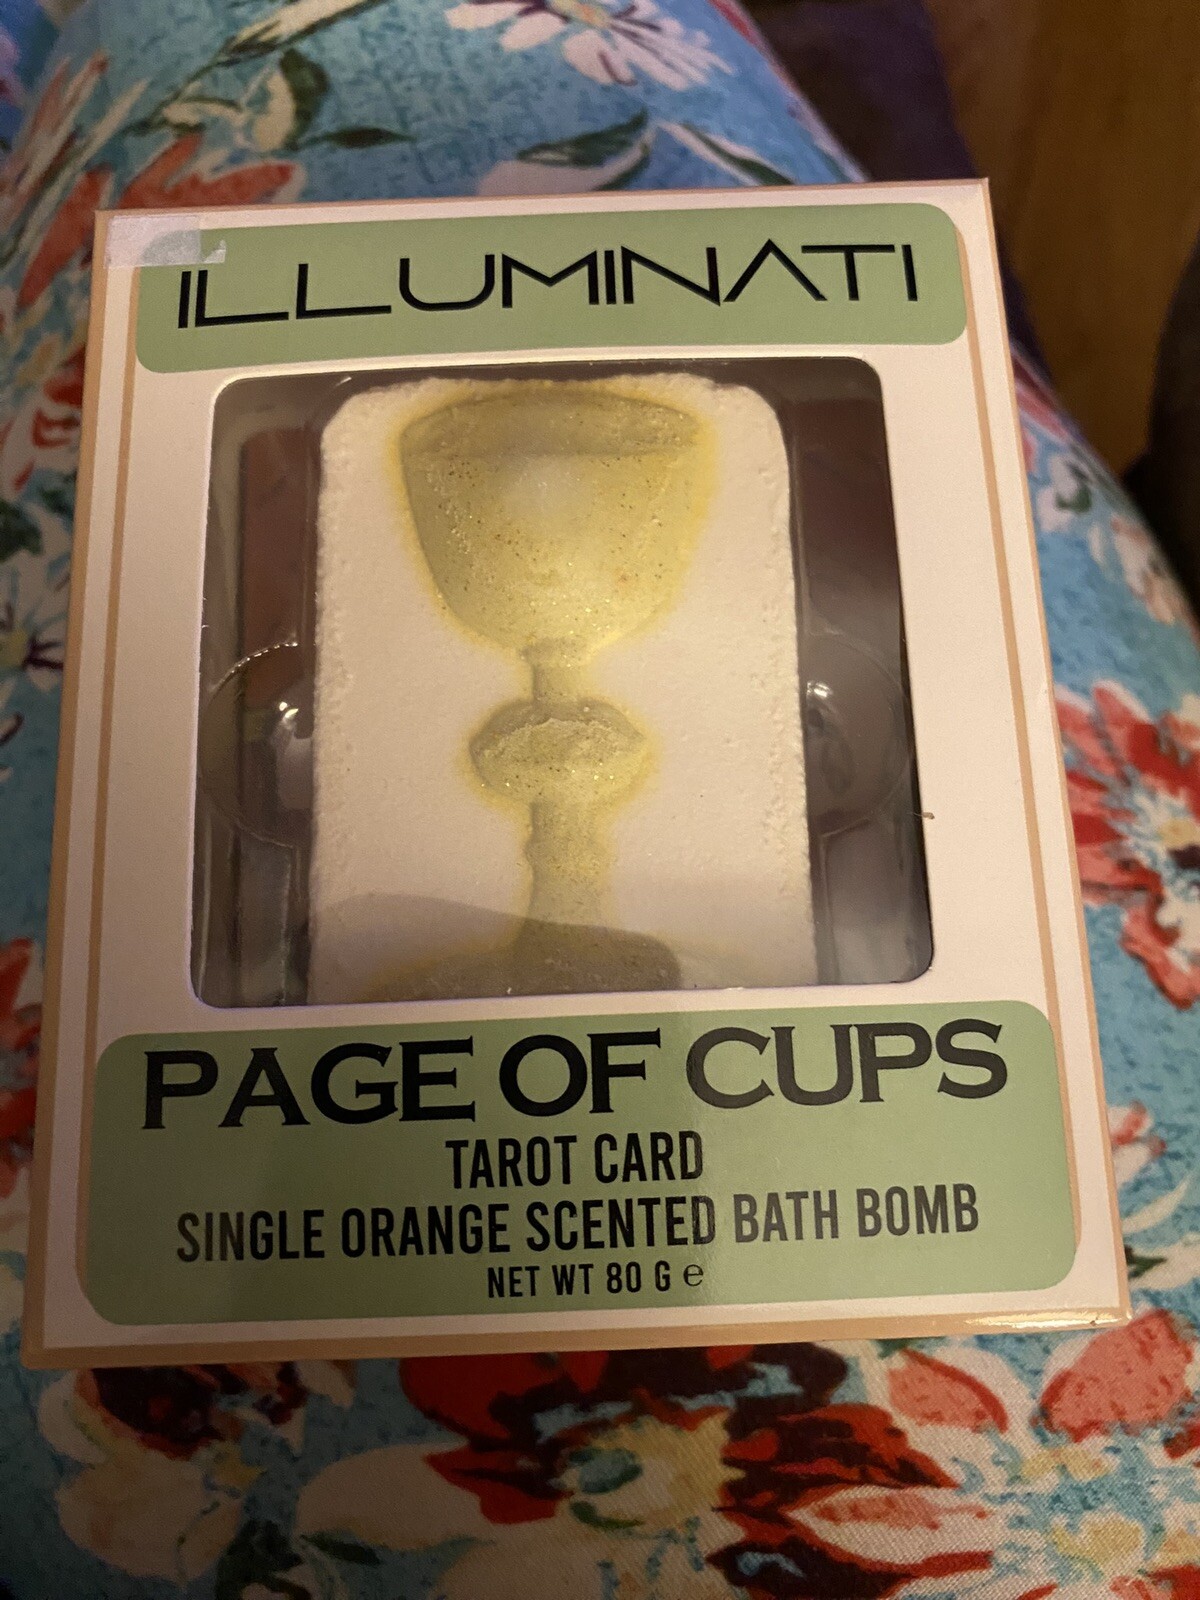 ILLUMINATI
PAGE OF CUPS
TAROT CARD
SINGLE ORANGE SCENTED BATH BOMB
NET WT 80 G e